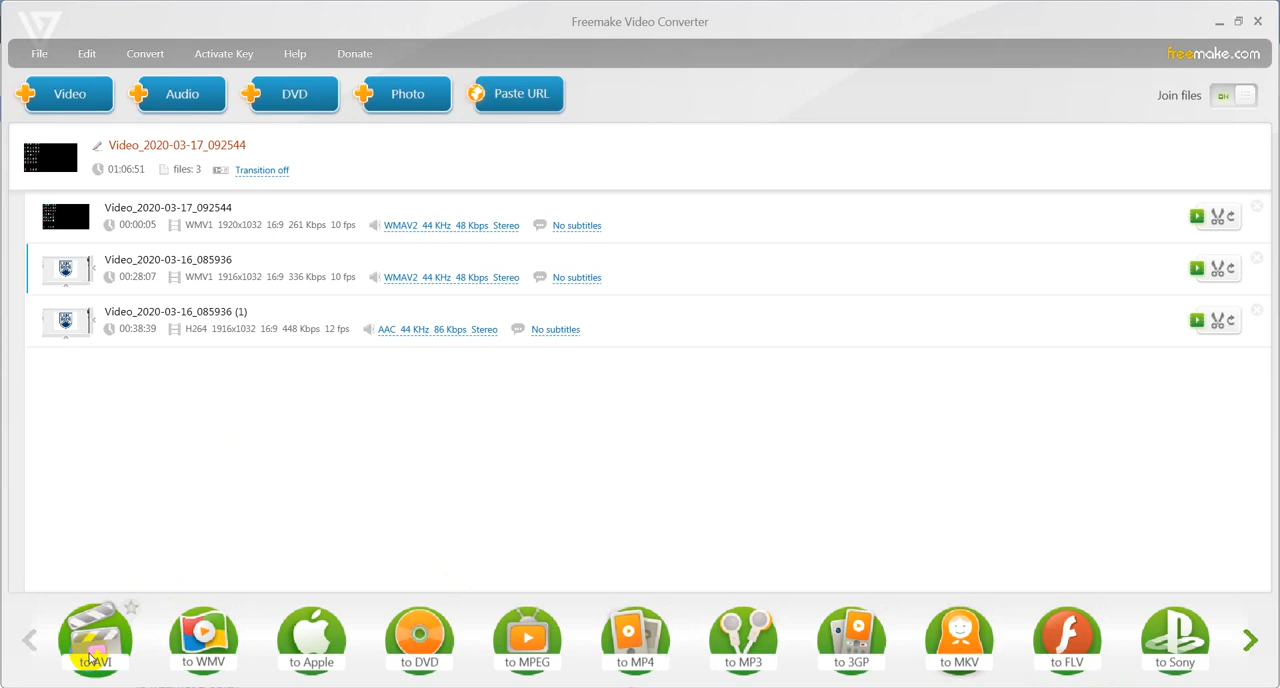 Freemake Video Converter
File Edit Convert Activate Key Help Donate
freemake.com
Video Audio DVD Photo Paste URL
Join files ON
Video_2020-03-17_092544
01:06:51 files: 3 Transition off
Video_2020-03-17_092544
00:00:05 WMV1 1920x1032 16:9 261 Kbps 10 fps WMAV2 44 KHz 48 Kbps Stereo No subtitles
Video_2020-03-16_085936
00:28:07 WMV1 1916x1032 16:9 336 Kbps 10 fps WMAV2 44 KHz 48 Kbps Stereo No subtitles
Video_2020-03-16_085936 (1)
00:38:39 H264 1916x1032 16:9 448 Kbps 12 fps AAC 44 KHz 86 Kbps Stereo No subtitles
to AVI to WMV to Apple to DVD to MPEG to MP4 to MP3 to 3GP to MKV to FLV to Sony